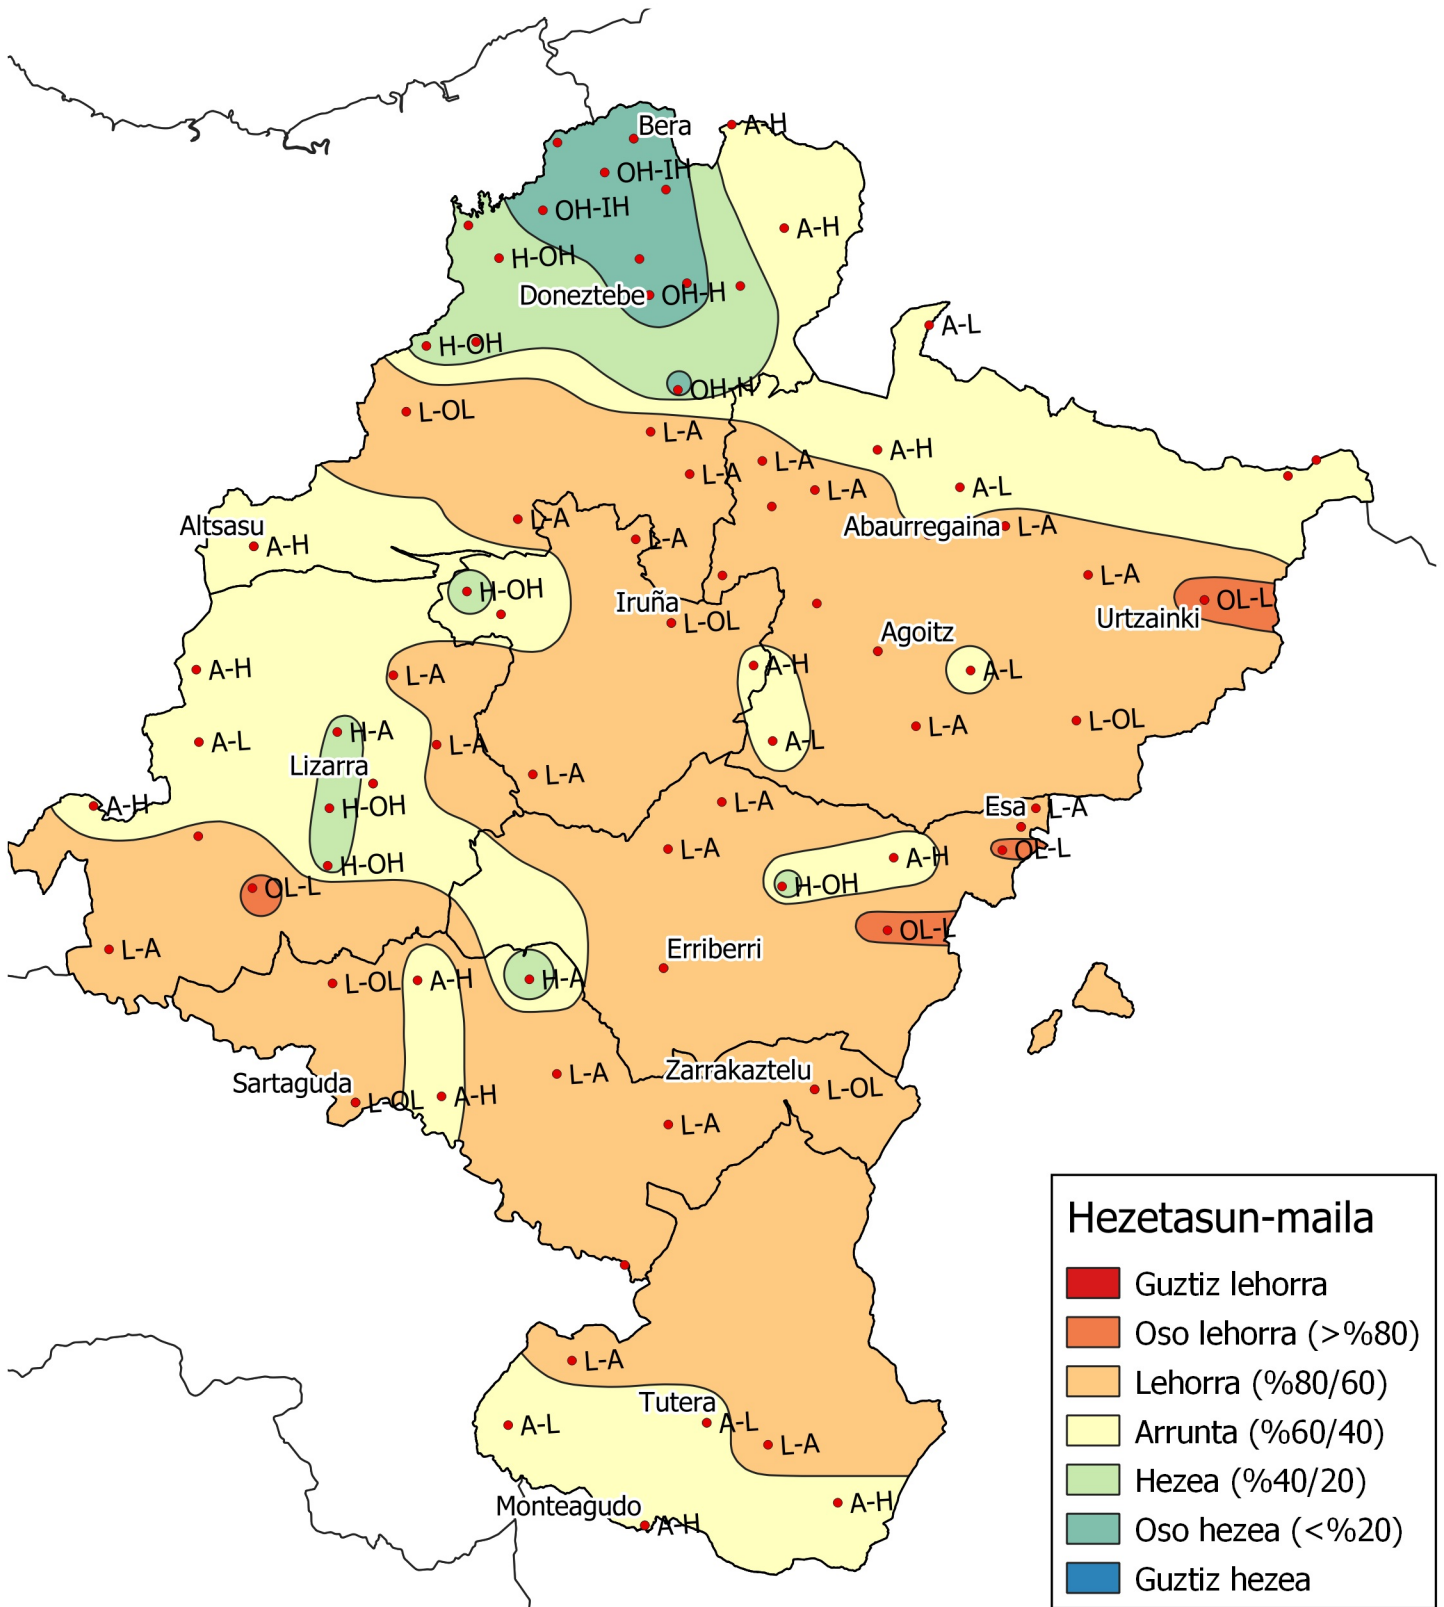 Bera
A-H
OH-IH
OH-IH
A-H
H-OH
Doneztebe
OH-H
A-L
H-OH
OH-H
L-OL
L-A
A-H
L-A
L-A
L-A
A-L
Altsasu
L-A
Abaurregaina
L-A
A-H
L-A
L-A
H-OH
Iruña
OL-L
Urtzainki
L-OL
Agoitz
A-H
L-A
A-H
A-L
L-OL
H-A
L-A
A-L
L-A
A-L
Lizarra
L-A
A-H
H-OH
L-A
Esa
L-A
L-A
OL-L
H-OH
A-H
OL-L
H-OH
OL-L
L-A
Erriberri
L-OL
A-H
H-A
Sartaguda
L-OL
A-H
L-A
Zarrakaztelu
L-OL
L-A
L-A
Tutera
A-L
A-L
L-A
Monteagudo
A-H
A-H
Hezetasun-maila
Guztiz lehorra
Oso lehorra (>%80)
Lehorra (%80/60)
Arrunta (%60/40)
Hezea (%40/20)
Oso hezea (<%20)
Guztiz hezea